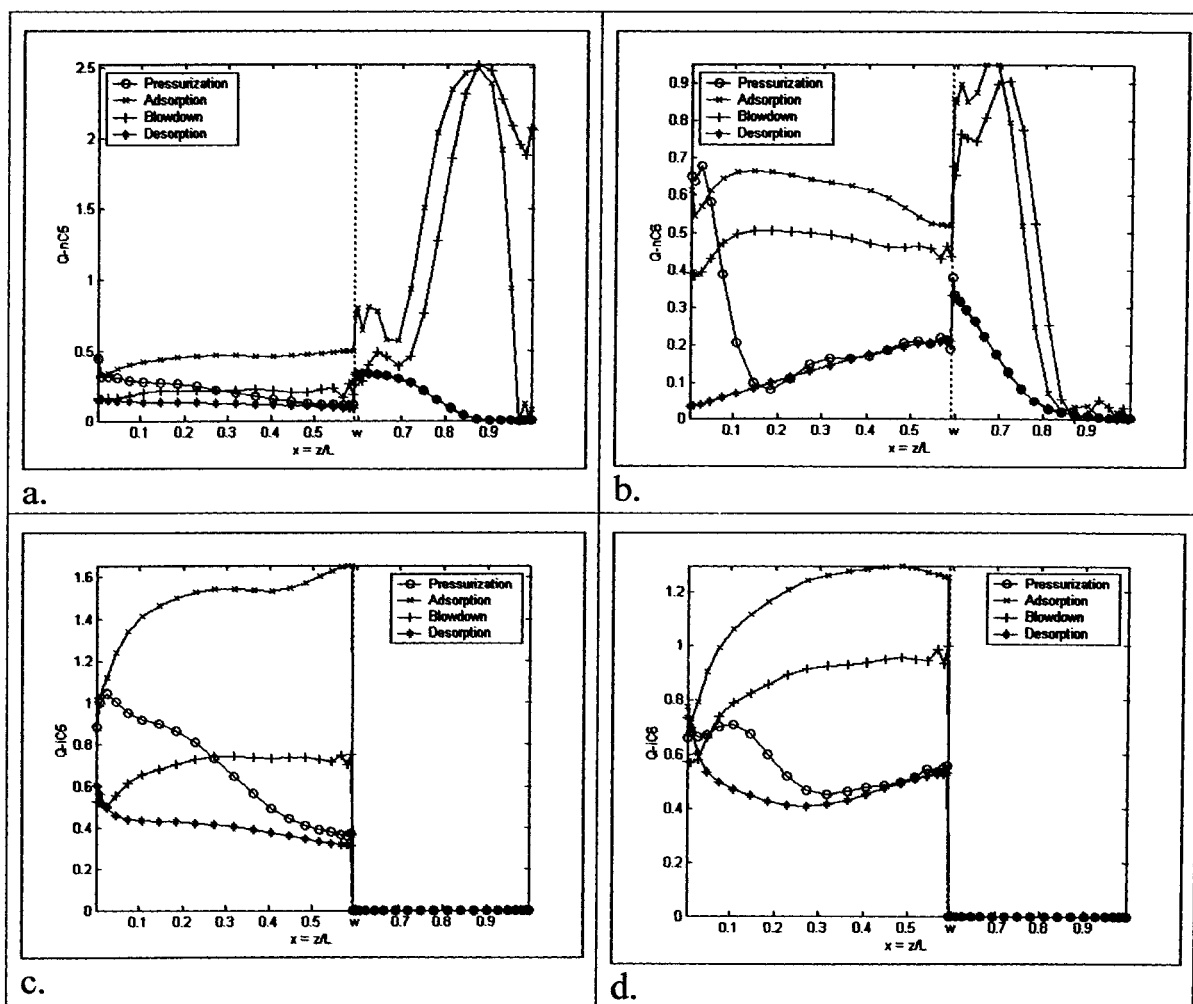 2.5
2
1.5
1
0.5
0
Q-nC5
Pressurization
Adsorption
Blowdown
Desorption
0.1 0.2 0.3 0.4 0.5 w 0.7 0.8 0.9
x = z/L
a.
0.9
0.8
0.7
0.6
0.5
0.4
0.3
0.2
0.1
0
Q-nC6
Pressurization
Adsorption
Blowdown
Desorption
0.1 0.2 0.3 0.4 0.5 w 0.7 0.8 0.9
x = z/L
b.
1.6
1.4
1.2
1
0.8
0.6
0.4
0.2
0
Q-iC5
Pressurization
Adsorption
Blowdown
Desorption
0.1 0.2 0.3 0.4 0.5 w 0.7 0.8 0.9
x = z/L
c.
1.2
1
0.8
0.6
0.4
0.2
0
Q-iC6
Pressurization
Adsorption
Blowdown
Desorption
0.1 0.2 0.3 0.4 0.5 w 0.7 0.8 0.9
x = z/L
d.